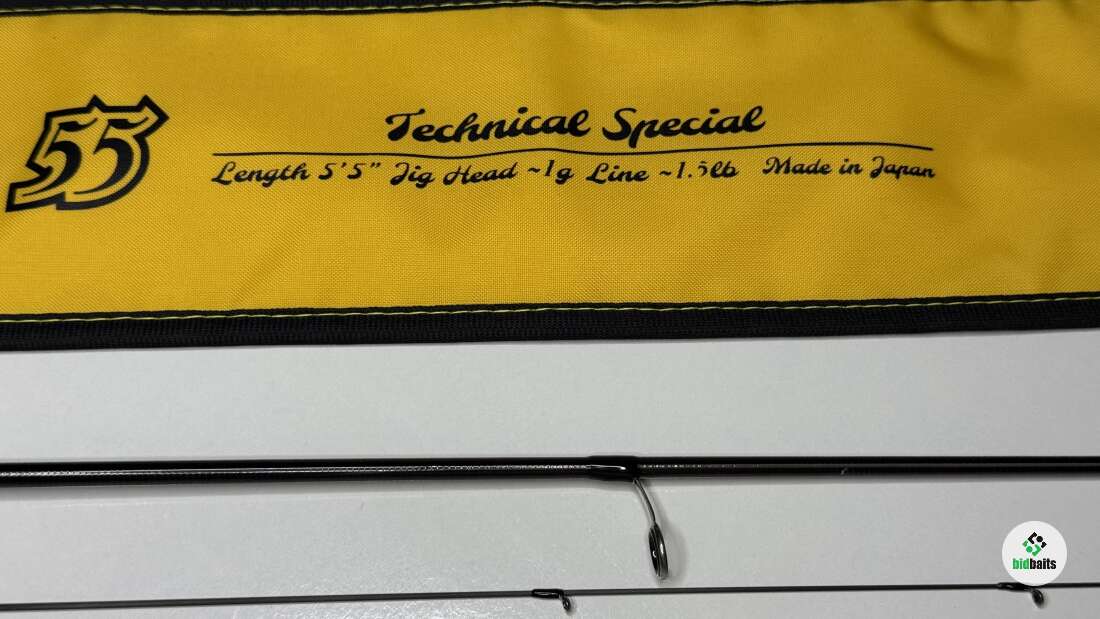 55
Technical Special
Length 5'5" Jig Head ~1g Line ~1.5lb Made in Japan
bidbaits